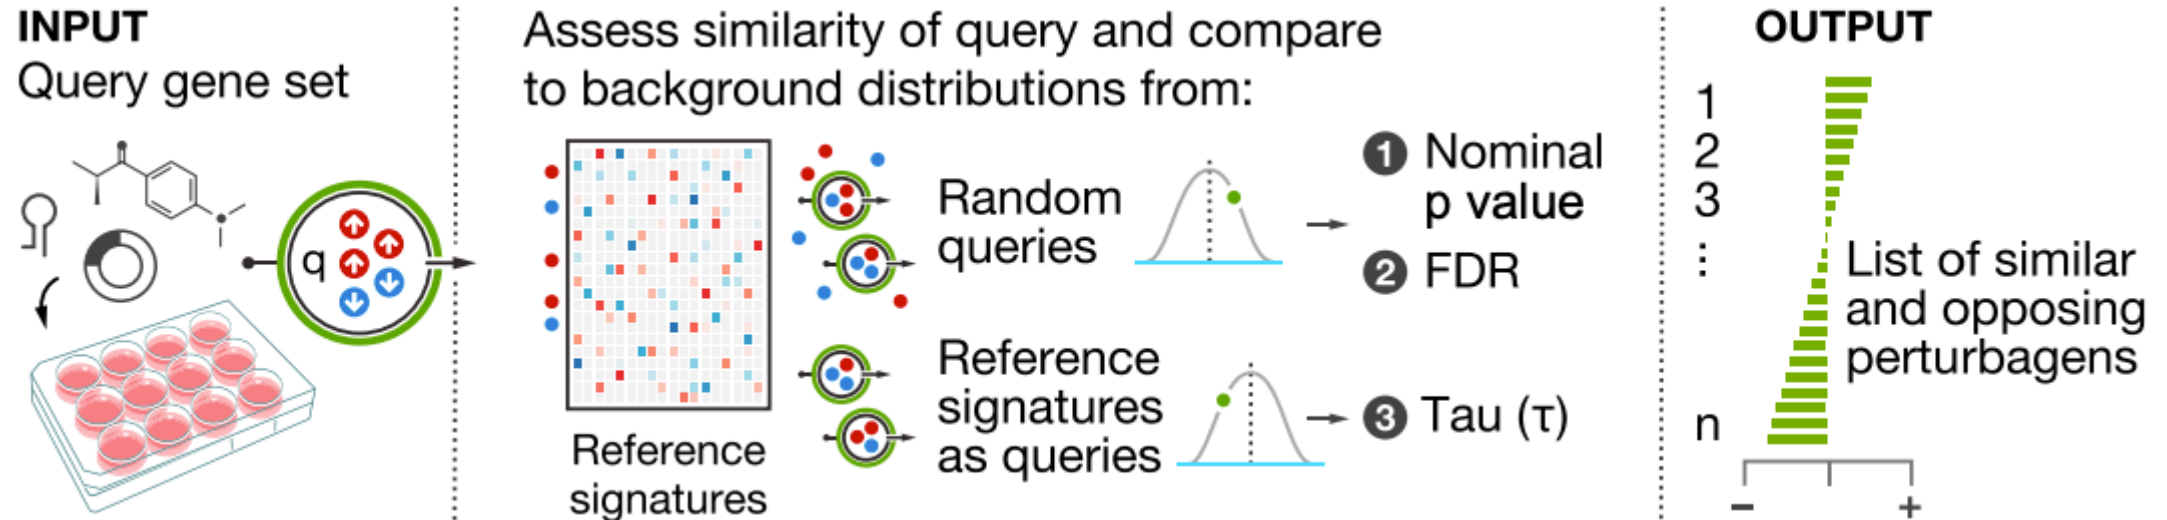 INPUT
Query gene set
q
Assess similarity of query and compare
to background distributions from:
Reference
signatures
Random
queries
1 Nominal
p value
2 FDR
Reference
signatures
as queries
3 Tau (τ)
OUTPUT
1
2
3
⋮
n
List of similar
and opposing
perturbagens
− +